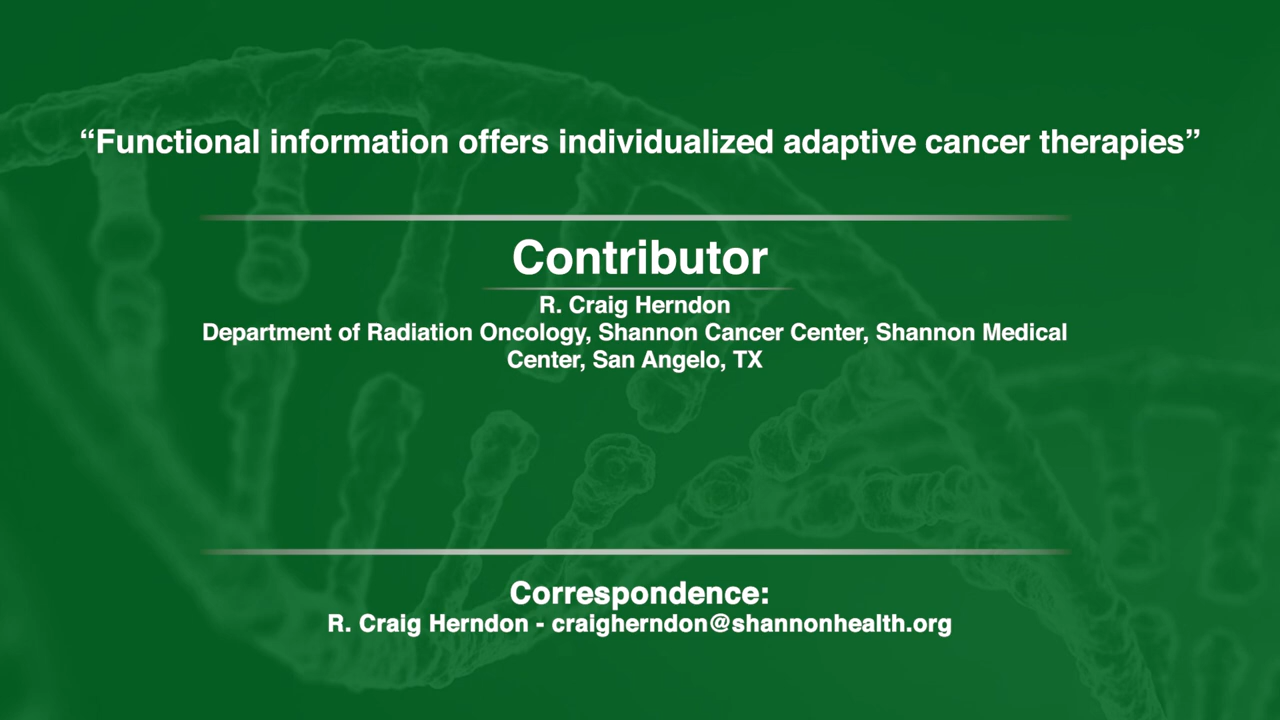 “Functional information offers individualized adaptive cancer therapies”
Contributor
R. Craig Herndon
Department of Radiation Oncology, Shannon Cancer Center, Shannon Medical
Center, San Angelo, TX
Correspondence:
R. Craig Herndon - craigherndon@shannonhealth.org